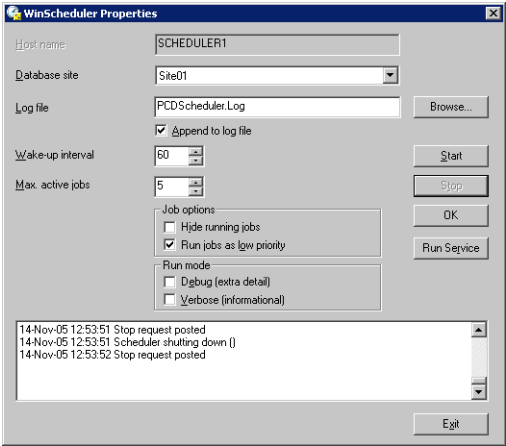 WinScheduler Properties
Host name
SCHEDULER1
Database site
Site01
Log file
PCDScheduler.Log
Browse...
Append to log file
Wake-up interval
60
Start
Max. active jobs
5
Stop
Job options
Hide running jobs
OK
Run jobs as low priority
Run Service
Run mode
Debug (extra detail)
Verbose (informational)
14-Nov-05 12:53:51 Stop request posted
14-Nov-05 12:53:51 Scheduler shutting down ()
14-Nov-05 12:53:52 Stop request posted
Exit